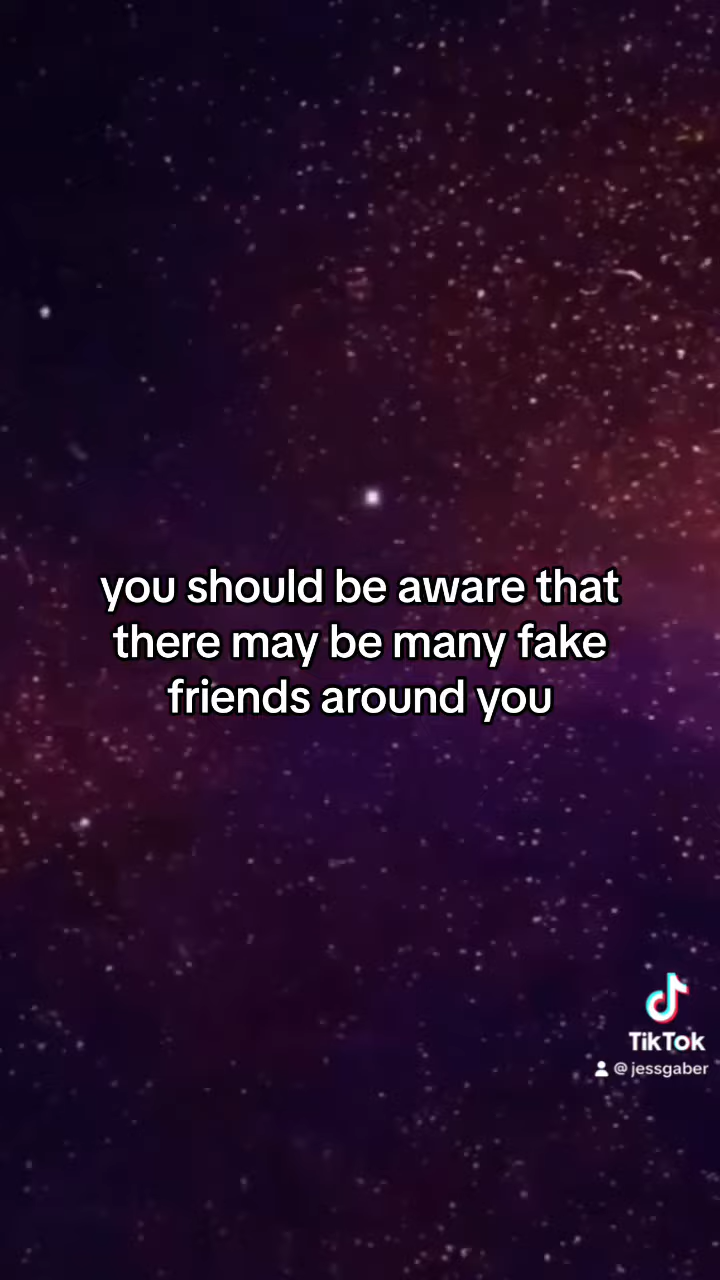 you should be aware that
there may be many fake
friends around you
TikTok
@jessgaber